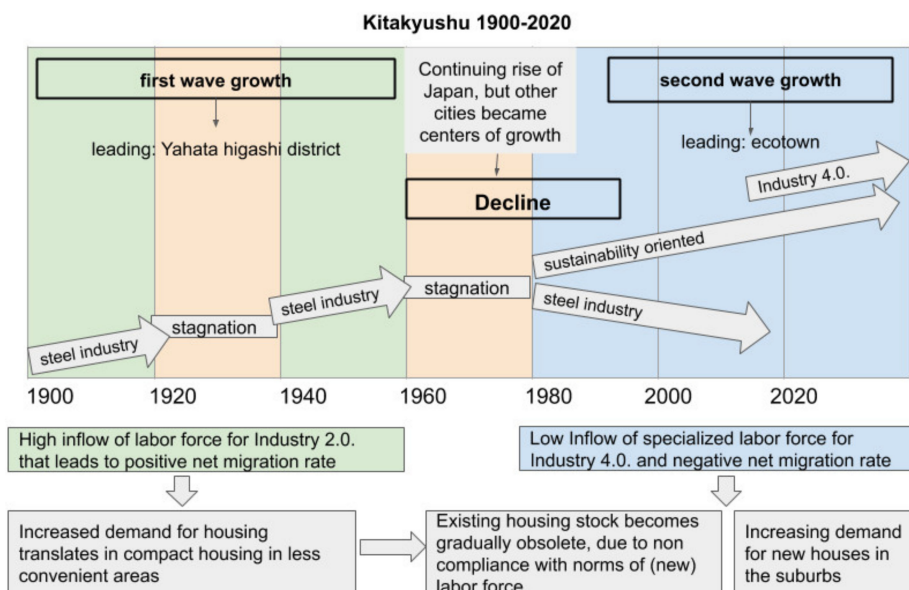 Kitakyushu 1900-2020
first wave growth
leading: Yahata higashi district
Continuing rise of
Japan, but other
cities became
centers of growth
second wave growth
leading: ecotown
Decline
Industry 4.0.
sustainability oriented
steel industry
stagnation
steel industry
stagnation
steel industry
1900
1920
1940
1960
1980
2000
2020
High inflow of labor force for Industry 2.0.
that leads to positive net migration rate
Low Inflow of specialized labor force for
Industry 4.0. and negative net migration rate
Increased demand for housing
translates in compact housing in less
convenient areas
Existing housing stock becomes
gradually obsolete, due to non
compliance with norms of (new)
labor force
Increasing demand
for new houses in
the suburbs